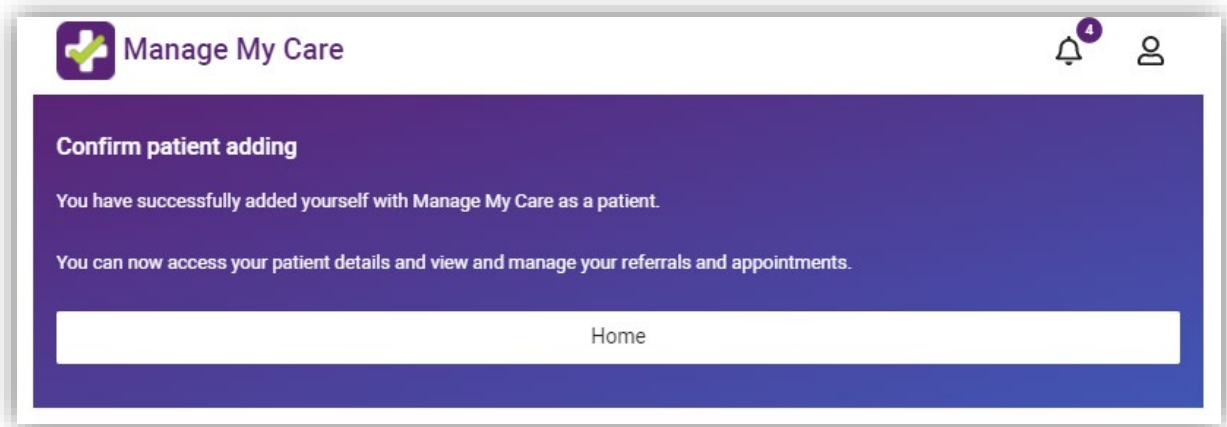 Manage My Care
4
Confirm patient adding
You have successfully added yourself with Manage My Care as a patient.
You can now access your patient details and view and manage your referrals and appointments.
Home